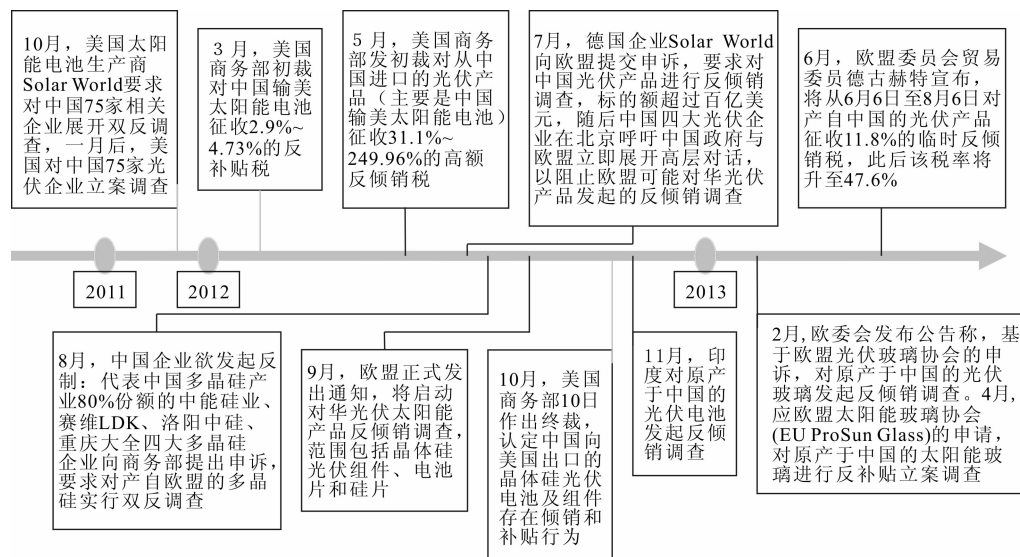 10月，美国太阳
能电池生产商
Solar World要求
对中国75家相关
企业展开双反调
查，一月后，美
国对中国75家光
伏企业立案调查
3月，美国
商务部初裁
对中国输美
太阳能电池
征收2.9%~
4.73%的反
补贴税
5月，美国商务
部发初裁对从中
国进口的光伏产
品（主要是中国
输美太阳能电池）
征收31.1%~
249.96%的高额
反倾销税
7月，德国企业Solar World
向欧盟提交申诉，要求对
中国光伏产品进行反倾销
调查，标的额超过百亿美
元，随后中国四大光伏企
业在北京呼吁中国政府与
欧盟立即展开高层对话，
以阻止欧盟可能对华光伏
产品发起的反倾销调查
6月，欧盟委员会贸易
委员德古赫特宣布，
将从6月6日至8月6日对
产自中国的光伏产品
征收11.8%的临时反倾
销税，此后该税率将
升至47.6%
2011
2012
2013
8月，中国企业欲发起反
制：代表中国多晶硅产
业80%份额的中能硅业、
赛维LDK、洛阳中硅、
重庆大全四大多晶硅
企业向商务部提出申诉，
要求对产自欧盟的多晶
硅实行双反调查
9月，欧盟正式发
出通知，将启动
对华光伏太阳能
产品反倾销调查，
范围包括晶体硅
光伏组件、电池
片和硅片
10月，美国
商务部10日
作出终裁，
认定中国向
美国出口的
晶体硅光伏
电池及组件
存在倾销和
补贴行为
11月，印
度对原产
于中国的
光伏电池
发起反倾
销调查
2月,欧委会发布公告称，基
于欧盟光伏玻璃协会的申
诉，对原产于中国的光伏
玻璃发起反倾销调查。4月，
应欧盟太阳能玻璃协会
(EU ProSun Glass)的申请，
对原产于中国的太阳能玻
璃进行反补贴立案调查